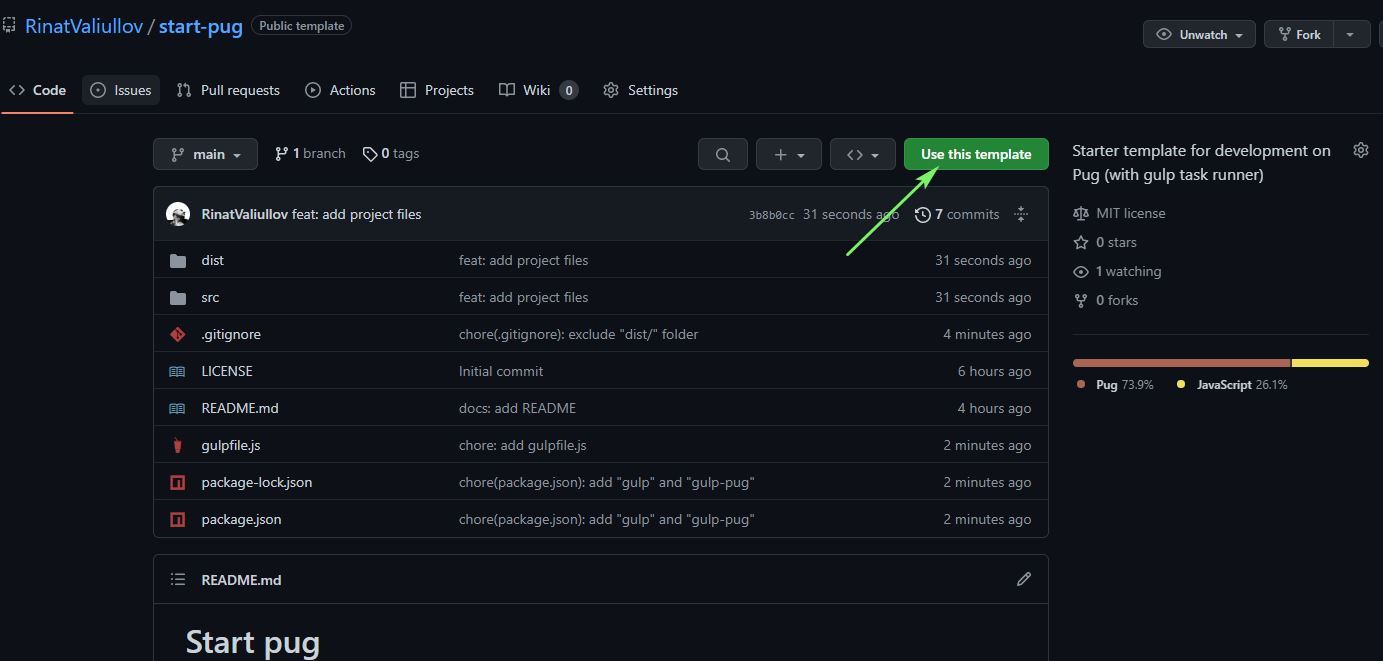 RinatValiullov / start-pug Public template
Unwatch Fork
Code Issues Pull requests Actions Projects Wiki 0 Settings
main 1 branch 0 tags Use this template
RinatValiullov feat: add project files 3b8b0cc 31 seconds ago 7 commits
dist feat: add project files 31 seconds ago
src feat: add project files 31 seconds ago
.gitignore chore(.gitignore): exclude "dist/" folder 4 minutes ago
LICENSE Initial commit 6 hours ago
README.md docs: add README 4 hours ago
gulpfile.js chore: add gulpfile.js 2 minutes ago
package-lock.json chore(package.json): add "gulp" and "gulp-pug" 2 minutes ago
package.json chore(package.json): add "gulp" and "gulp-pug" 2 minutes ago
README.md
Start pug
Starter template for development on
Pug (with gulp task runner)
MIT license
0 stars
1 watching
0 forks
Pug 73.9% JavaScript 26.1%